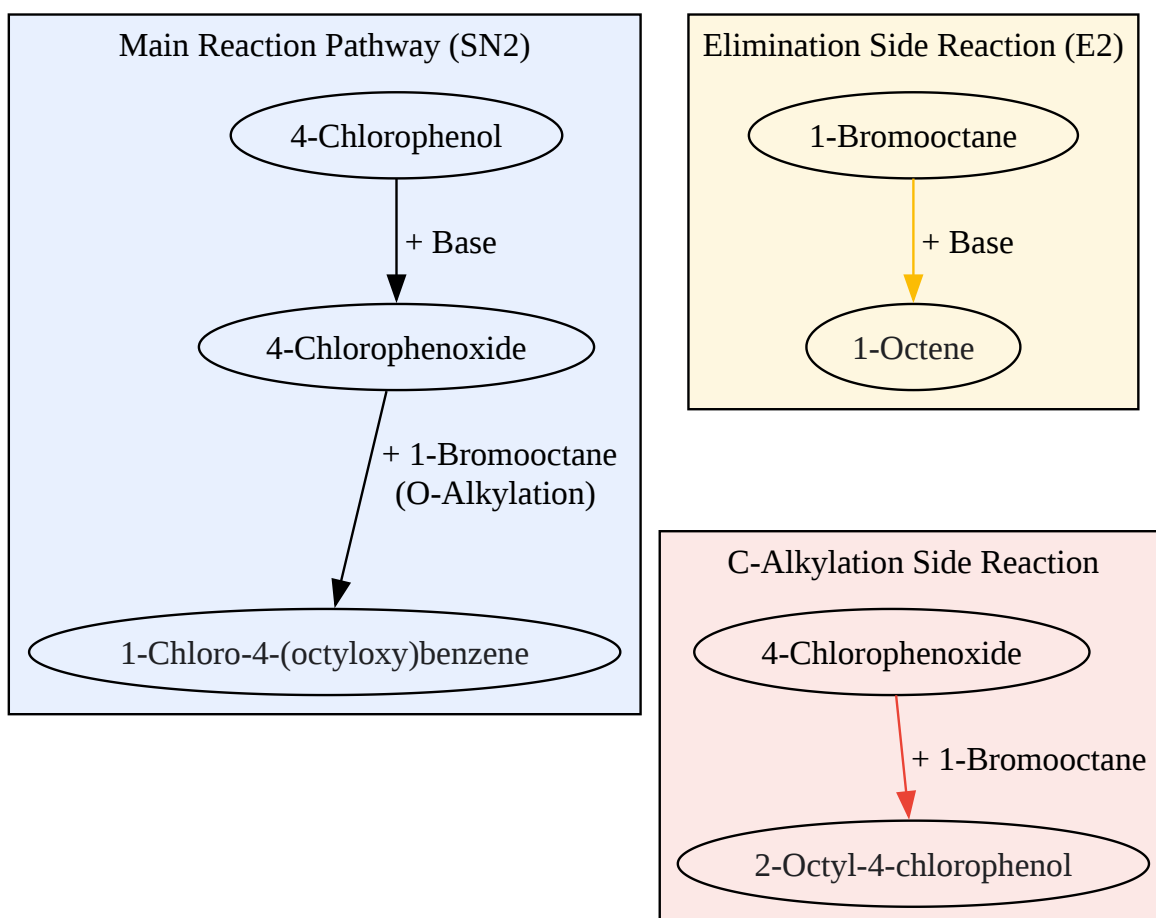 Main Reaction Pathway (SN2)
4-Chlorophenol
+ Base
4-Chlorophenoxide
+ 1-Bromooctane
(O-Alkylation)
1-Chloro-4-(octyloxy)benzene
Elimination Side Reaction (E2)
1-Bromooctane
+ Base
1-Octene
C-Alkylation Side Reaction
4-Chlorophenoxide
+ 1-Bromooctane
2-Octyl-4-chlorophenol